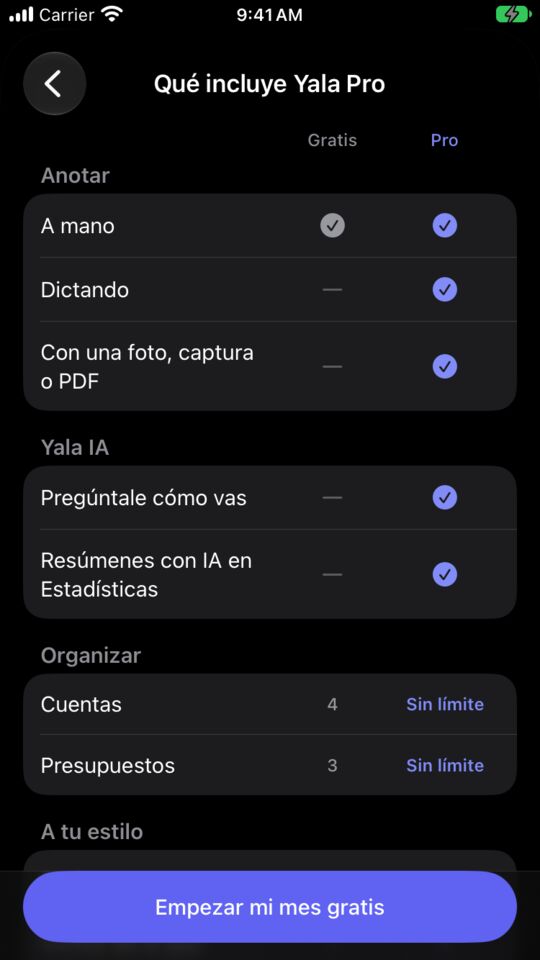 Carrier
9:41 AM
Qué incluye Yala Pro
Gratis
Pro
Anotar
A mano
Dictando
Con una foto, captura
o PDF
Yala IA
Pregúntale cómo vas
Resúmenes con IA en
Estadísticas
Organizar
Cuentas
4
Sin límite
Presupuestos
3
Sin límite
A tu estilo
Empezar mi mes gratis